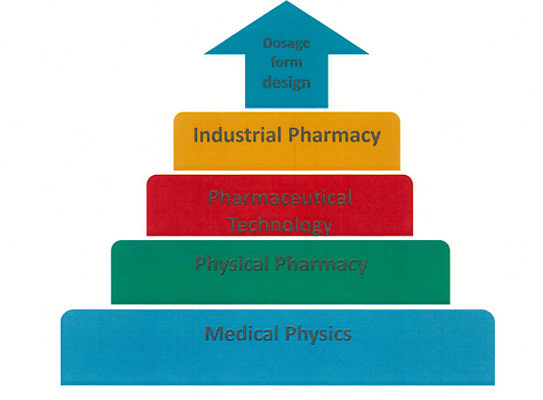 Dosage
form
design
Industrial Pharmacy
Pharmaceutical
Technology
Physical Pharmacy
Medical Physics